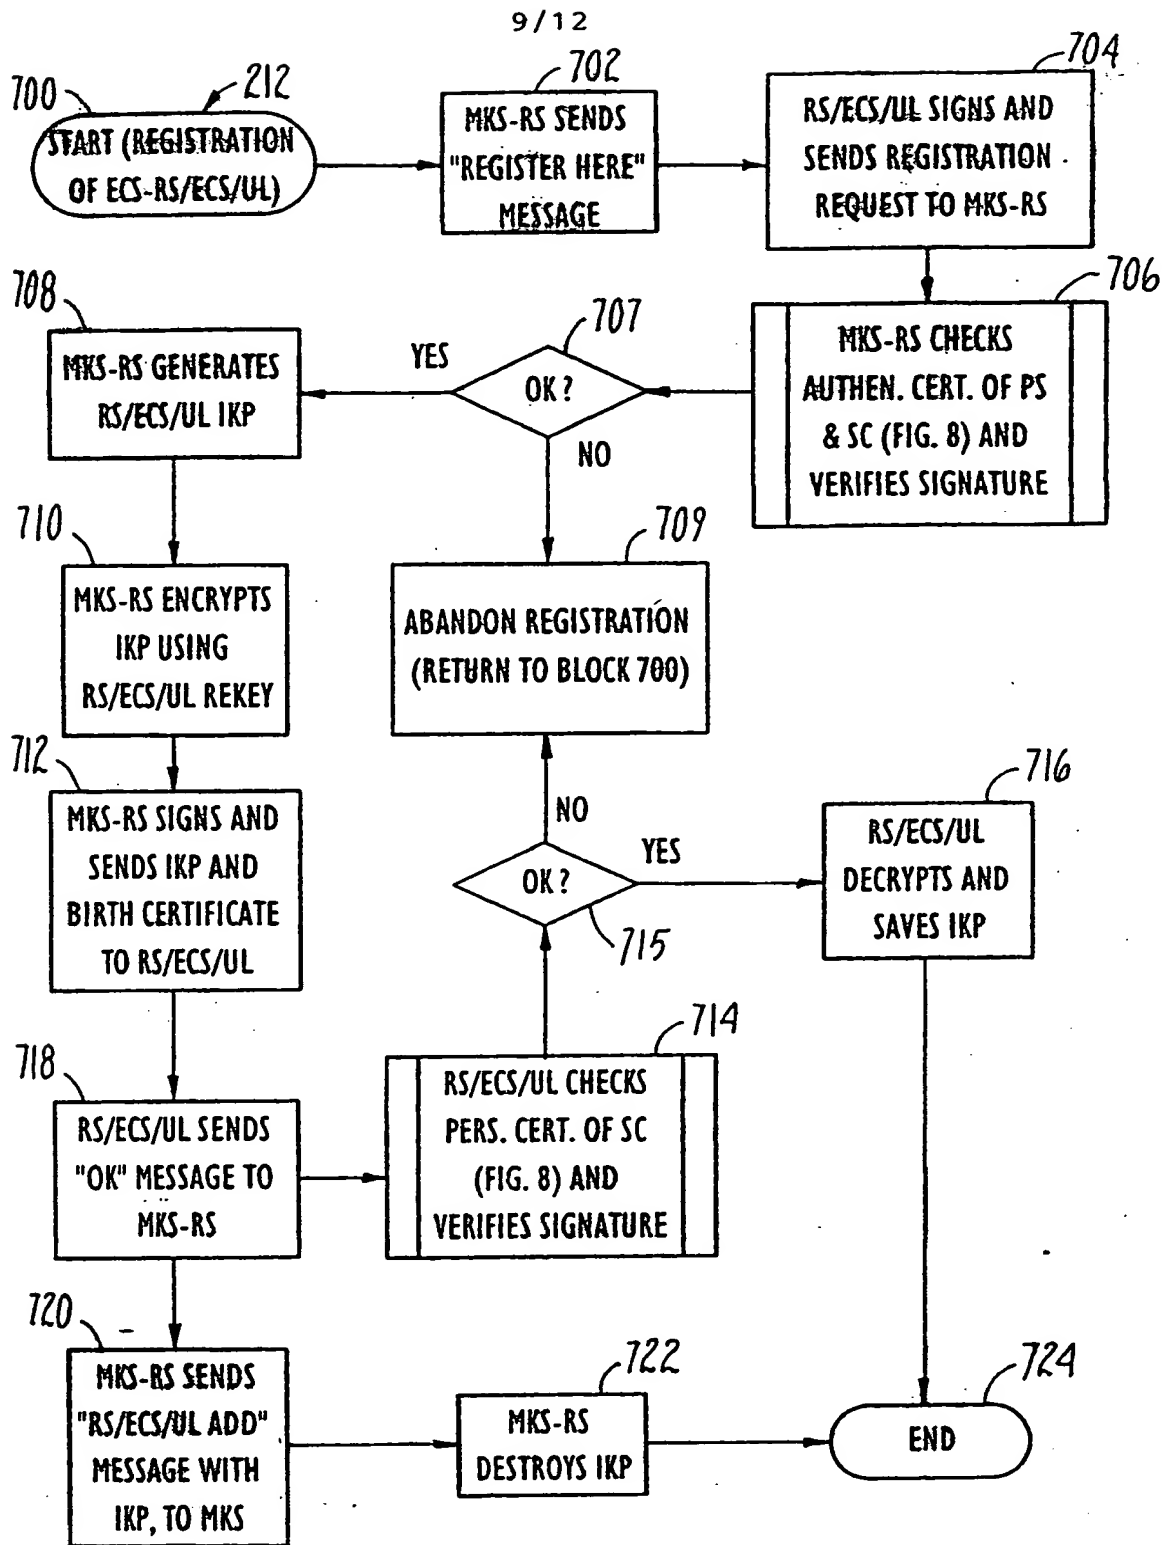 9/12
700
212
START (REGISTRATION
OF ECS-RS/ECS/UL)
702
MKS-RS SENDS
"REGISTER HERE"
MESSAGE
704
RS/ECS/UL SIGNS AND
SENDS REGISTRATION
REQUEST TO MKS-RS
706
MKS-RS CHECKS
AUTHEN. CERT. OF PS
& SC (FIG. 8) AND
VERIFIES SIGNATURE
707
OK?
YES
NO
708
MKS-RS GENERATES
RS/ECS/UL IKP
709
ABANDON REGISTRATION
(RETURN TO BLOCK 700)
710
MKS-RS ENCRYPTS
IKP USING
RS/ECS/UL REKEY
712
MKS-RS SIGNS AND
SENDS IKP AND
BIRTH CERTIFICATE
TO RS/ECS/UL
NO
OK?
YES
715
716
RS/ECS/UL
DECRYPTS AND
SAVES IKP
718
RS/ECS/UL SENDS
"OK" MESSAGE TO
MKS-RS
714
RS/ECS/UL CHECKS
PERS. CERT. OF SC
(FIG. 8) AND
VERIFIES SIGNATURE
720
MKS-RS SENDS
"RS/ECS/UL ADD"
MESSAGE WITH
IKP, TO MKS
722
MKS-RS
DESTROYS IKP
724
END